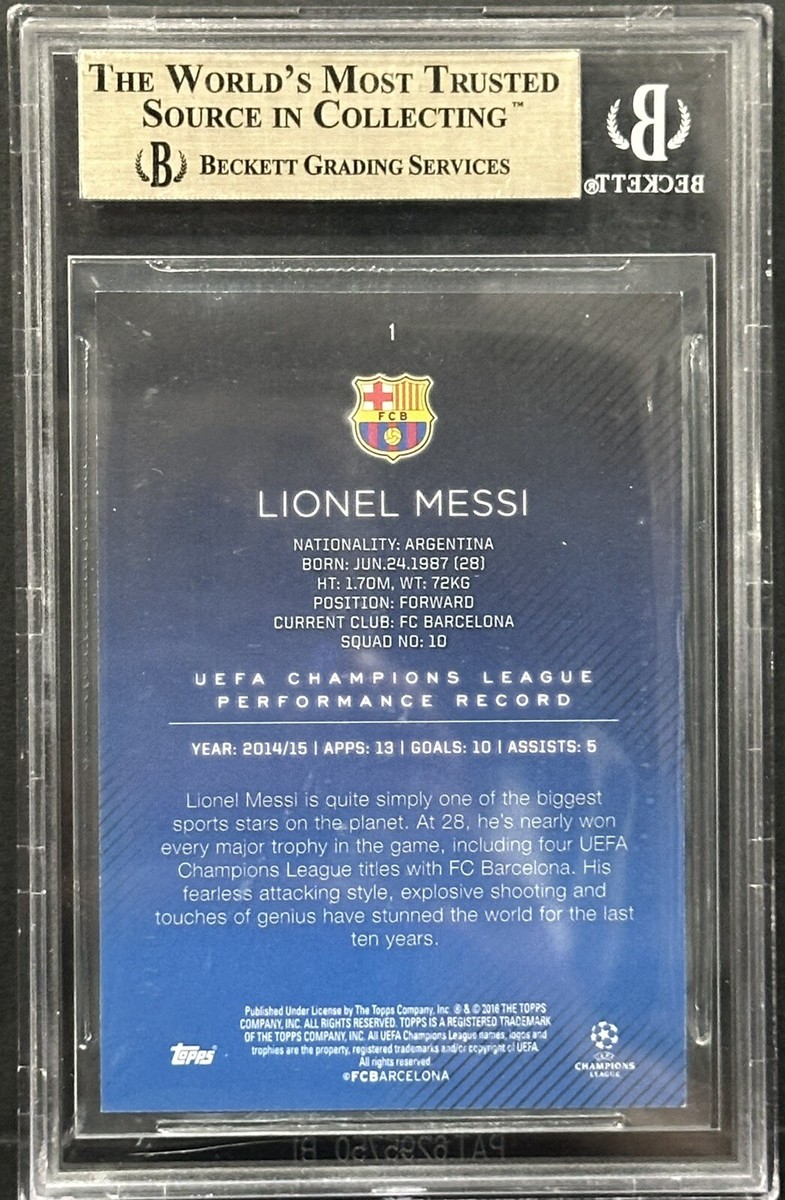 THE WORLD'S MOST TRUSTED
SOURCE IN COLLECTING™
B BECKETT GRADING SERVICES
B
BECKETT®
1
FCB
LIONEL MESSI
NATIONALITY: ARGENTINA
BORN: JUN.24.1987 (28)
HT: 1.70M, WT: 72KG
POSITION: FORWARD
CURRENT CLUB: FC BARCELONA
SQUAD NO: 10
UEFA CHAMPIONS LEAGUE
PERFORMANCE RECORD
YEAR: 2014/15 | APPS: 13 | GOALS: 10 | ASSISTS: 5
Lionel Messi is quite simply one of the biggest
sports stars on the planet. At 28, he's nearly won
every major trophy in the game, including four UEFA
Champions League titles with FC Barcelona. His
fearless attacking style, explosive shooting and
touches of genius have stunned the world for the last
ten years.
Published Under License by The Topps Company, Inc. ® & © 2016 THE TOPPS
COMPANY, INC. ALL RIGHTS RESERVED. TOPPS IS A REGISTERED TRADEMARK
OF THE TOPPS COMPANY, INC. All UEFA Champions League names, logos and
trophies are the property, registered trademarks and/or copyright of UEFA.
All rights reserved.
©FCBARCELONA
Topps
CHAMPIONS
LEAGUE